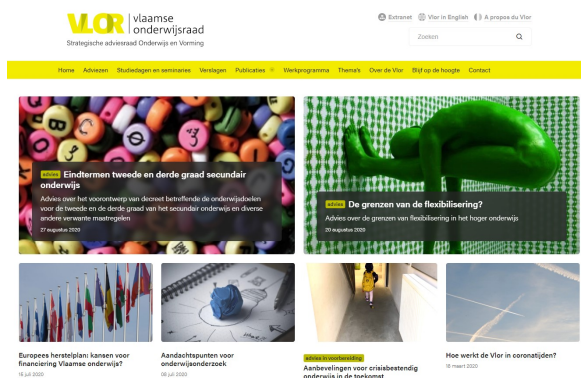 VLOR vlaamse
onderwijsraad
Strategische adviesraad Onderwijs en Vorming
Extranet Vlor in English A propos du Vlor
Zoeken
Home Adviezen Studiedagen en seminaries Verslagen Publicaties Werkprogramma Thema's Over de Vlor Blijf op de hoogte Contact
advies Eindtermen tweede en derde graad secundair
onderwijs
Advies over het voorontwerp van decreet betreffende de onderwijsdoelen
voor de tweede en de derde graad van het secundair onderwijs en diverse
andere verwante maatregelen
27 augustus 2020
advies De grenzen van de flexibilisering?
Advies over de grenzen van flexibilisering in het hoger onderwijs
20 augustus 2020
Europees herstelplan: kansen voor
financiering Vlaamse onderwijs?
16 juli 2020
Aandachtspunten voor
onderwijsonderzoek
08 juli 2020
advies in voorbereiding
Aanbevelingen voor crisisbestendig
onderwijs in de toekomst
Hoe werkt de Vlor in coronatijden?
18 maart 2020